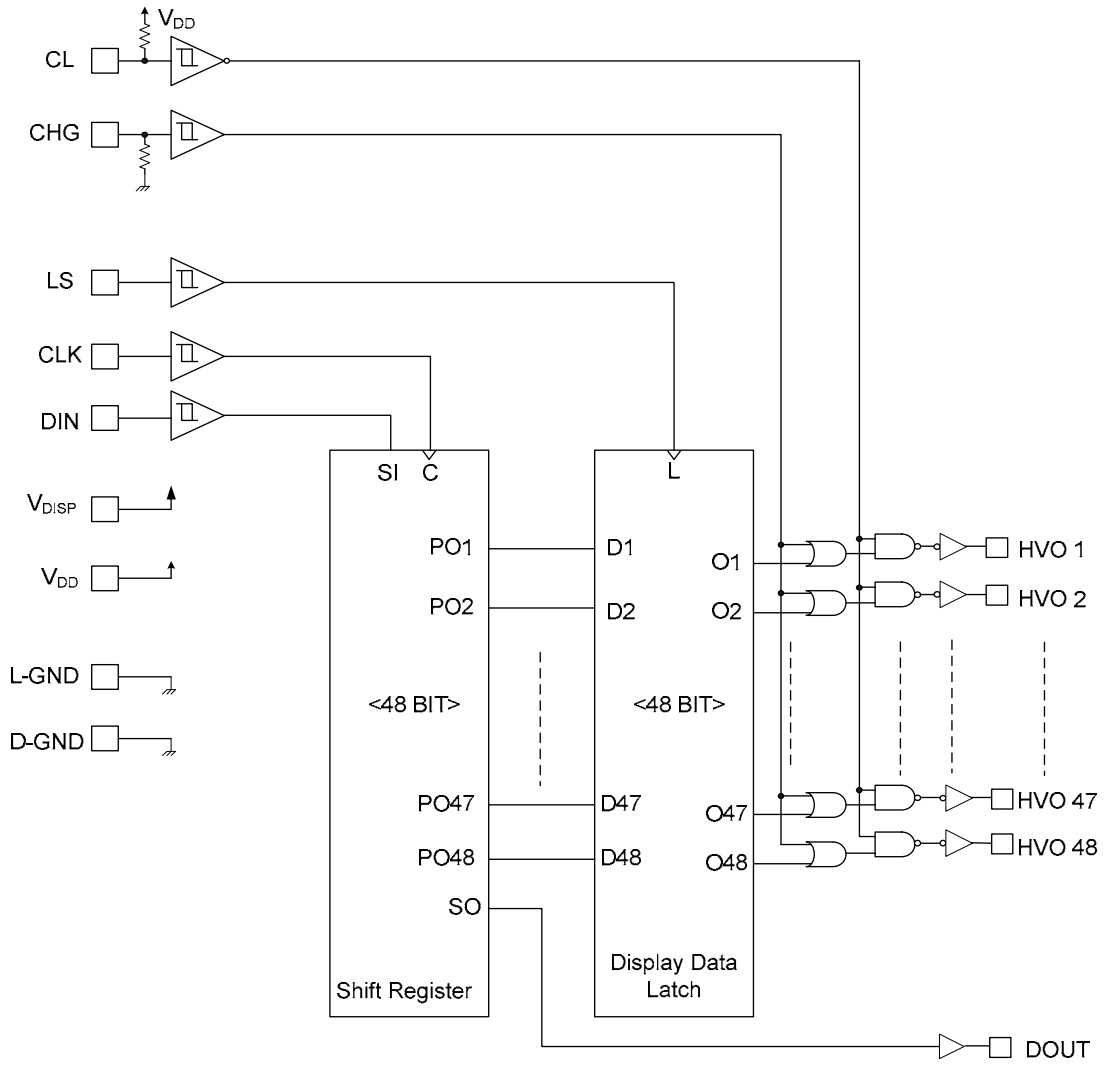 VDD
CL
CHG
LS
CLK
DIN
SI C
L
VDISP
VDD
PO1
D1
O1
HVO 1
PO2
D2
O2
HVO 2
L-GND
<48 BIT>
<48 BIT>
D-GND
PO47
D47
O47
HVO 47
PO48
D48
O48
HVO 48
SO
Shift Register
Display Data
Latch
DOUT